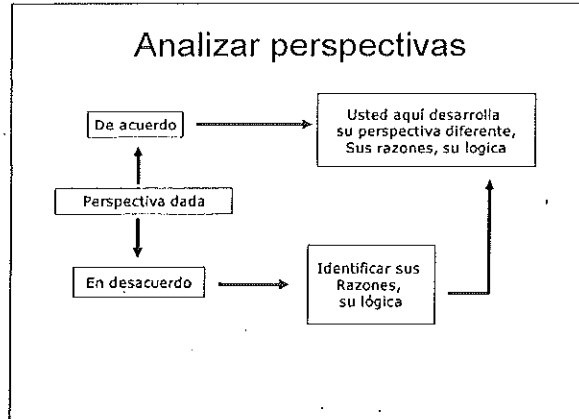 Analizar perspectivas
De acuerdo
Usted aquí desarrolla
su perspectiva diferente,
Sus razones, su logica
Perspectiva dada
En desacuerdo
Identificar sus
Razones,
su lógica